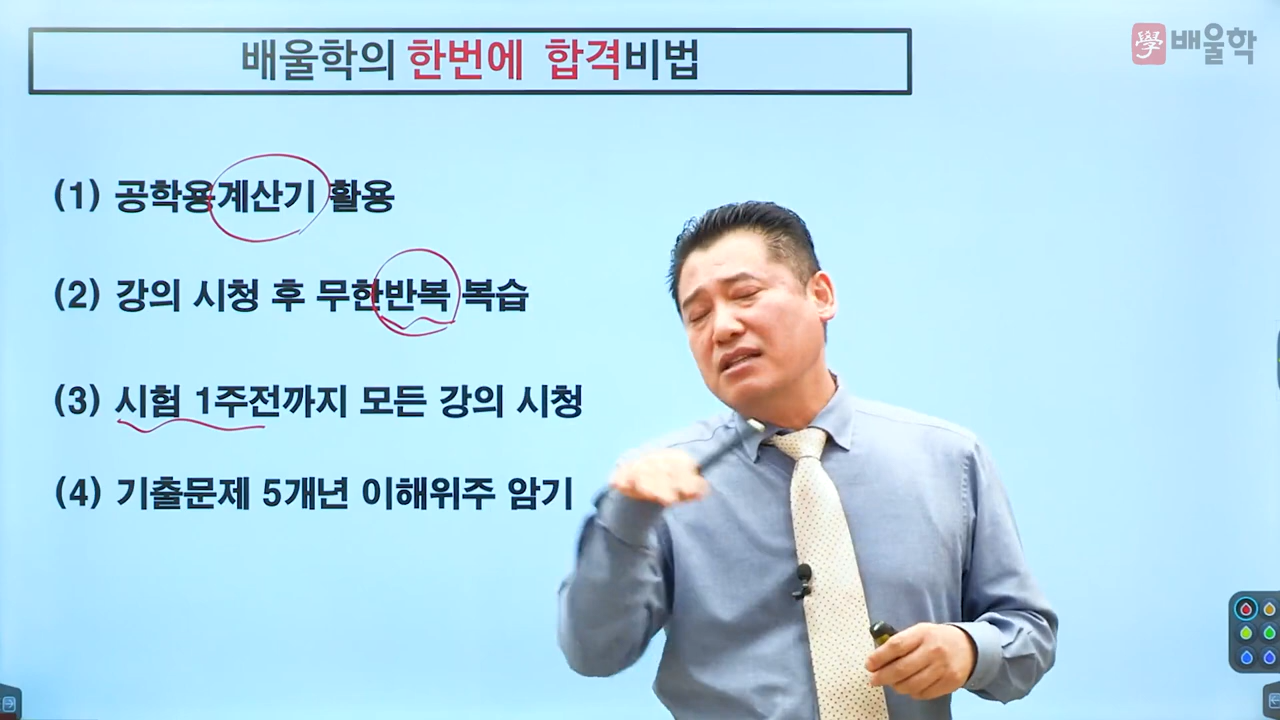 배울학의 한번에 합격비법
學 배울학
(1) 공학용계산기 활용
(2) 강의 시청 후 무한반복 복습
(3) 시험 1주전까지 모든 강의 시청
(4) 기출문제 5개년 이해위주 암기